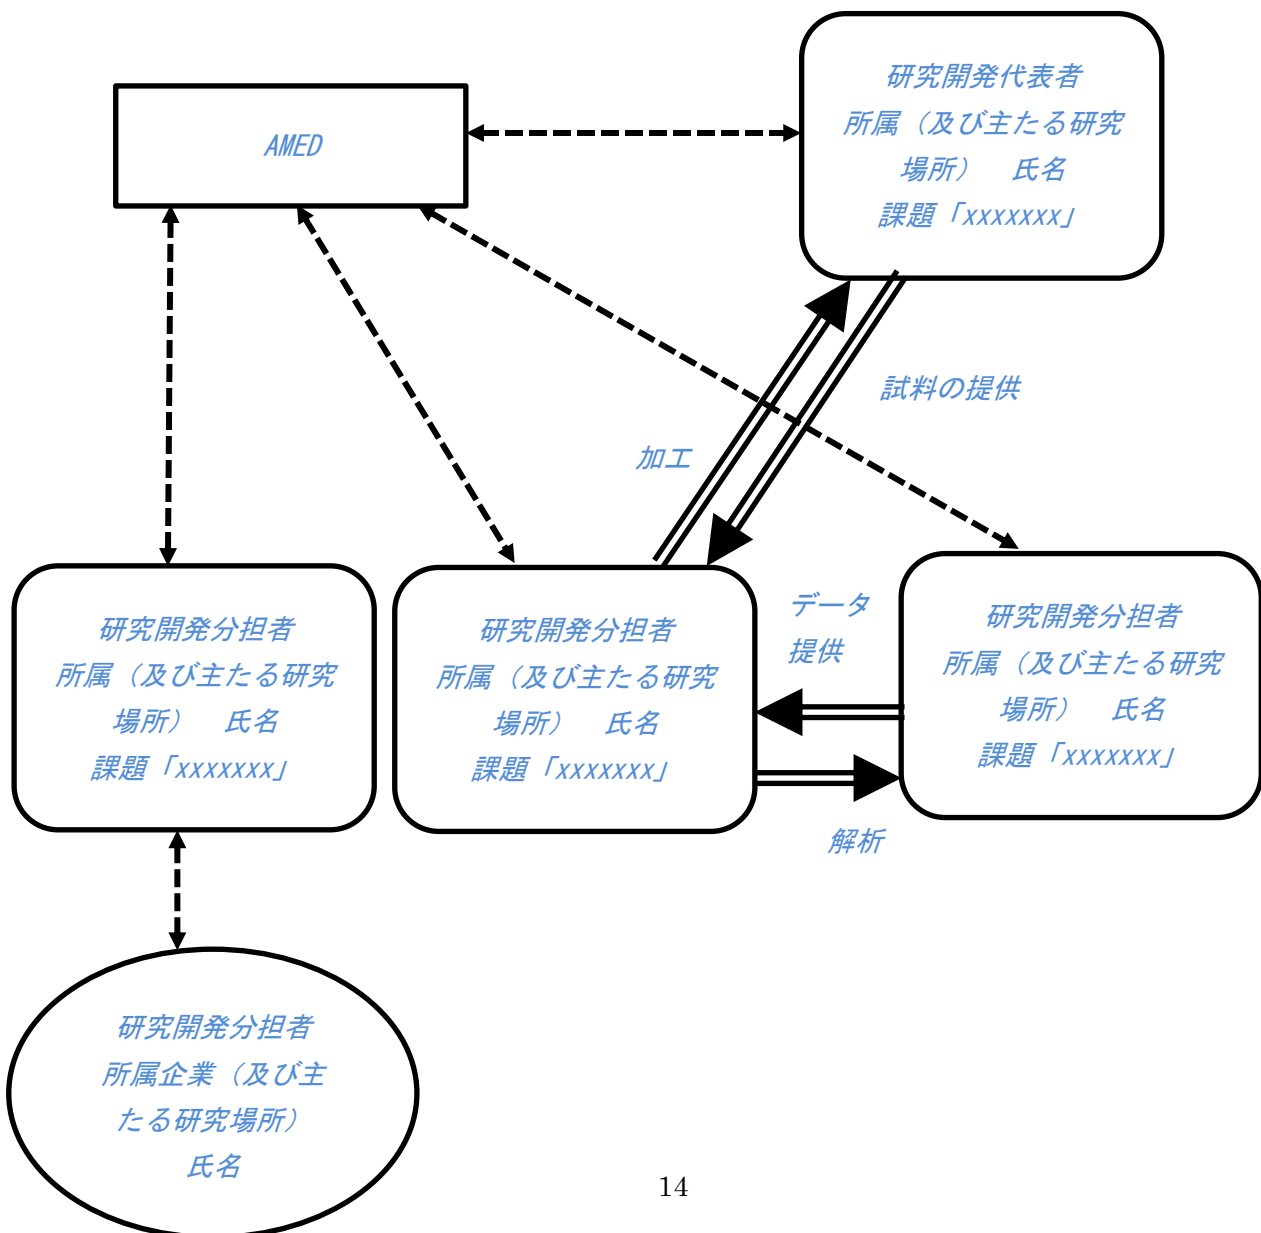 AMED
研究開発代表者
所属（及び主たる研究
場所）　氏名
課題「xxxxxxx」
試料の提供
加工
研究開発分担者
所属（及び主たる研究
場所）　氏名
課題「xxxxxxx」
研究開発分担者
所属（及び主たる研究
場所）　氏名
課題「xxxxxxx」
データ
提供
研究開発分担者
所属（及び主たる研究
場所）　氏名
課題「xxxxxxx」
解析
研究開発分担者
所属企業（及び主
たる研究場所）
氏名
14